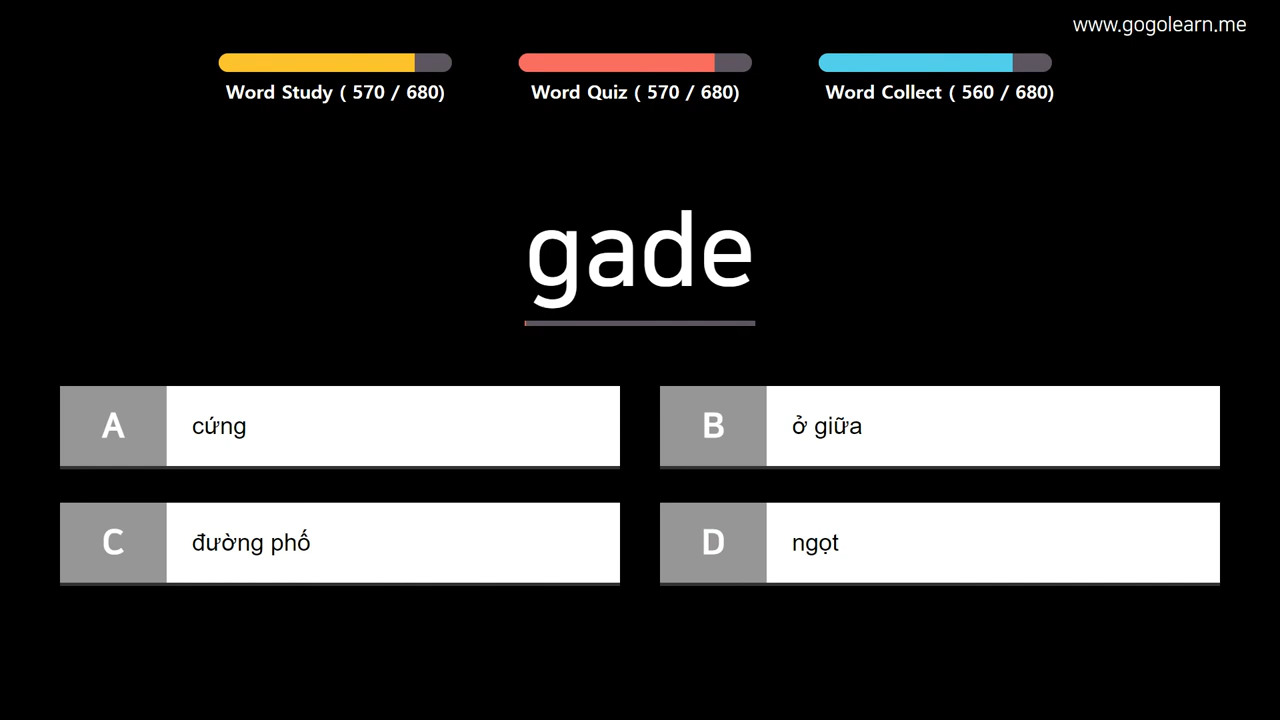 www.gogolearn.me
Word Study ( 570 / 680)
Word Quiz ( 570 / 680)
Word Collect ( 560 / 680)
gade
A
cứng
B
ở giữa
C
đường phố
D
ngọt